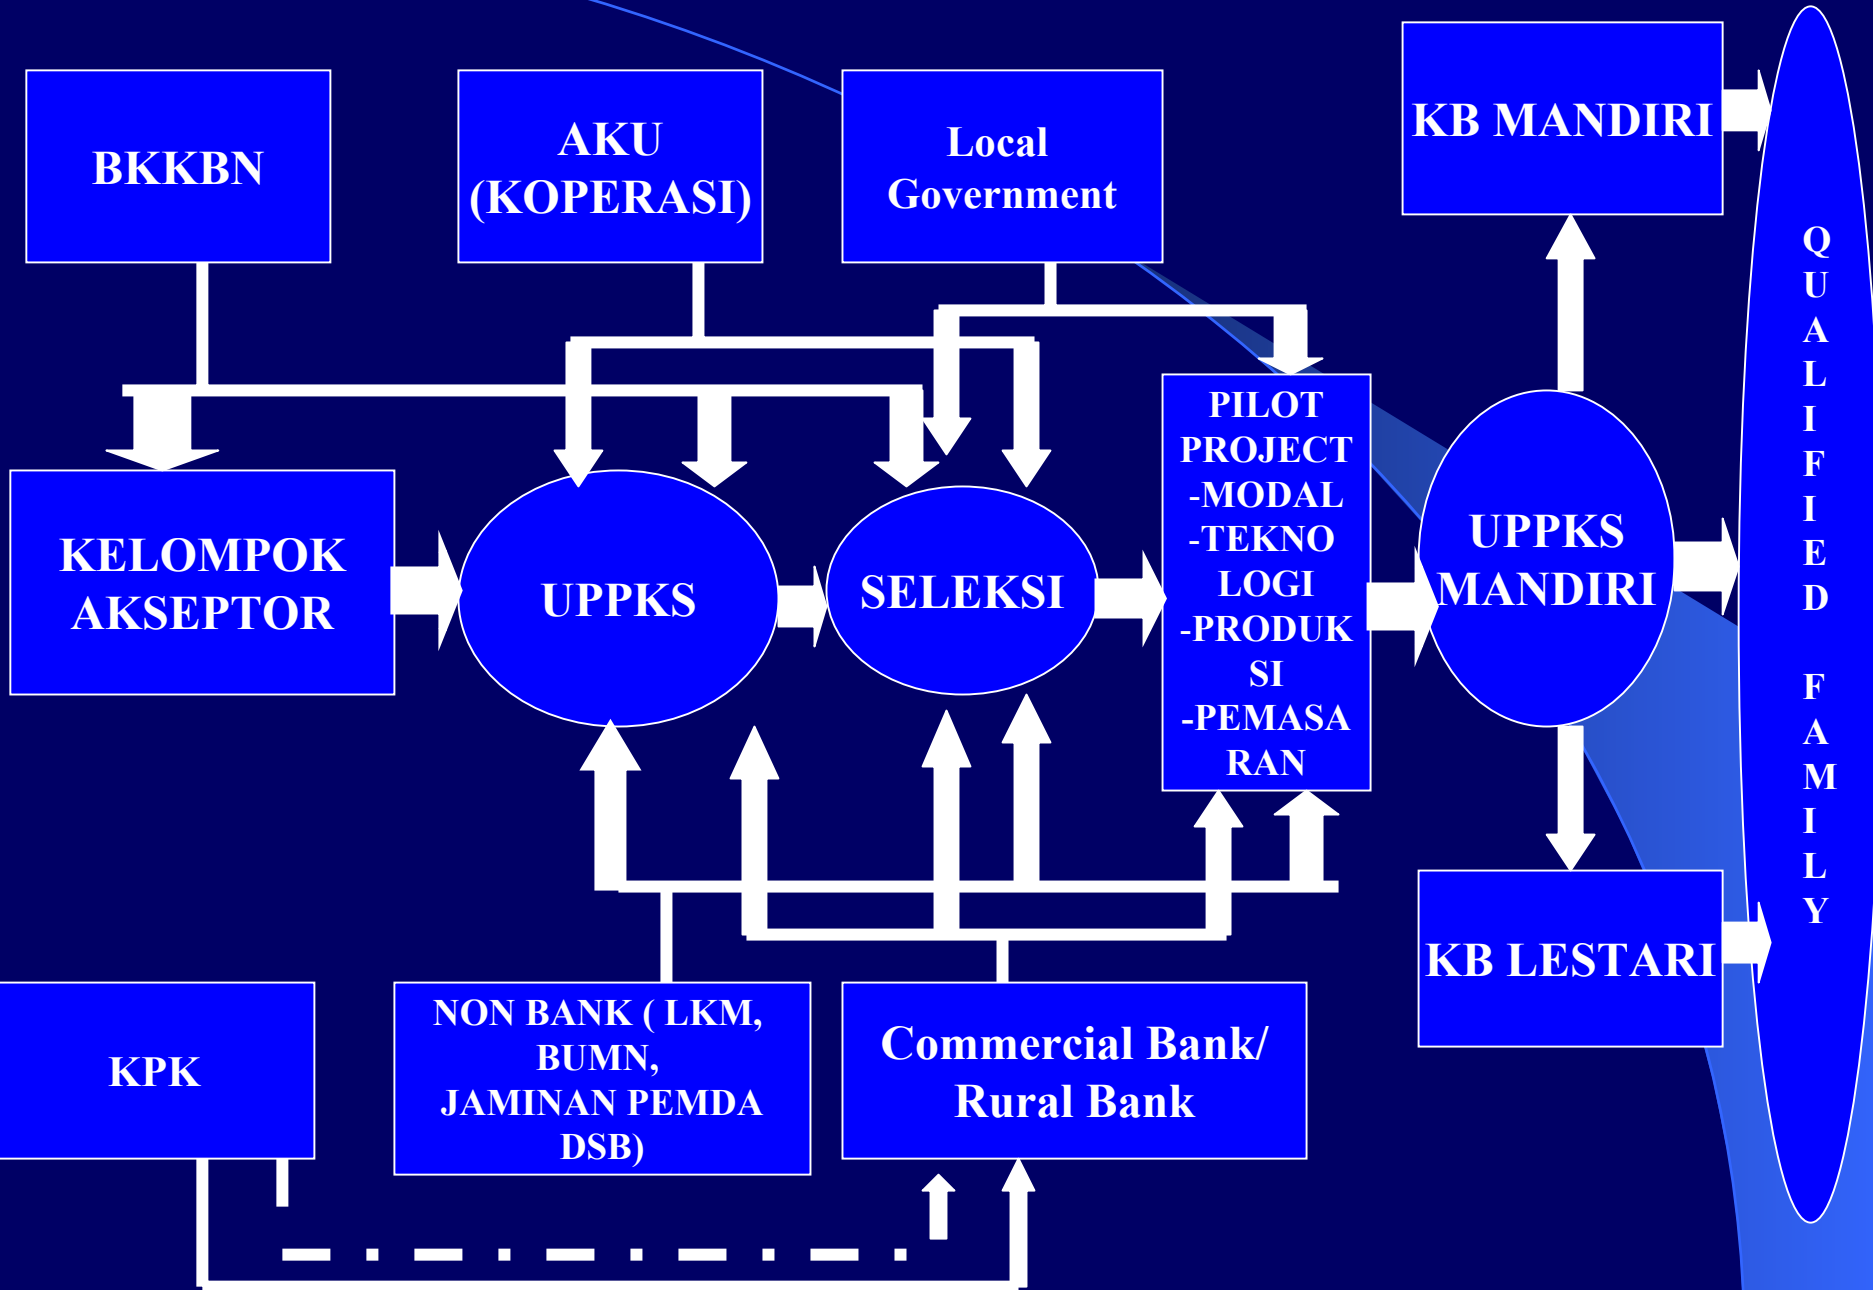 BKKBN
AKU
(KOPERASI)
Local
Government
KB MANDIRI
KELOMPOK
AKSEPTOR
UPPKS
SELEKSI
PILOT
PROJECT
-MODAL
-TEKNO
LOGI
-PRODUK
SI
-PEMASA
RAN
UPPKS
MANDIRI
KB LESTARI
KPK
NON BANK ( LKM,
BUMN,
JAMINAN PEMDA
DSB)
Commercial Bank/
Rural Bank
Q
U
A
L
I
F
I
E
D
F
A
M
I
L
Y